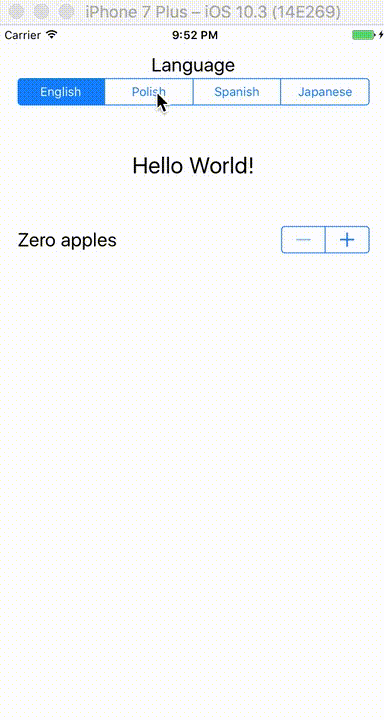 iPhone 7 Plus – iOS 10.3 (14E269)
Carrier 9:52 PM
Language
English Polish Spanish Japanese
Hello World!
Zero apples − +